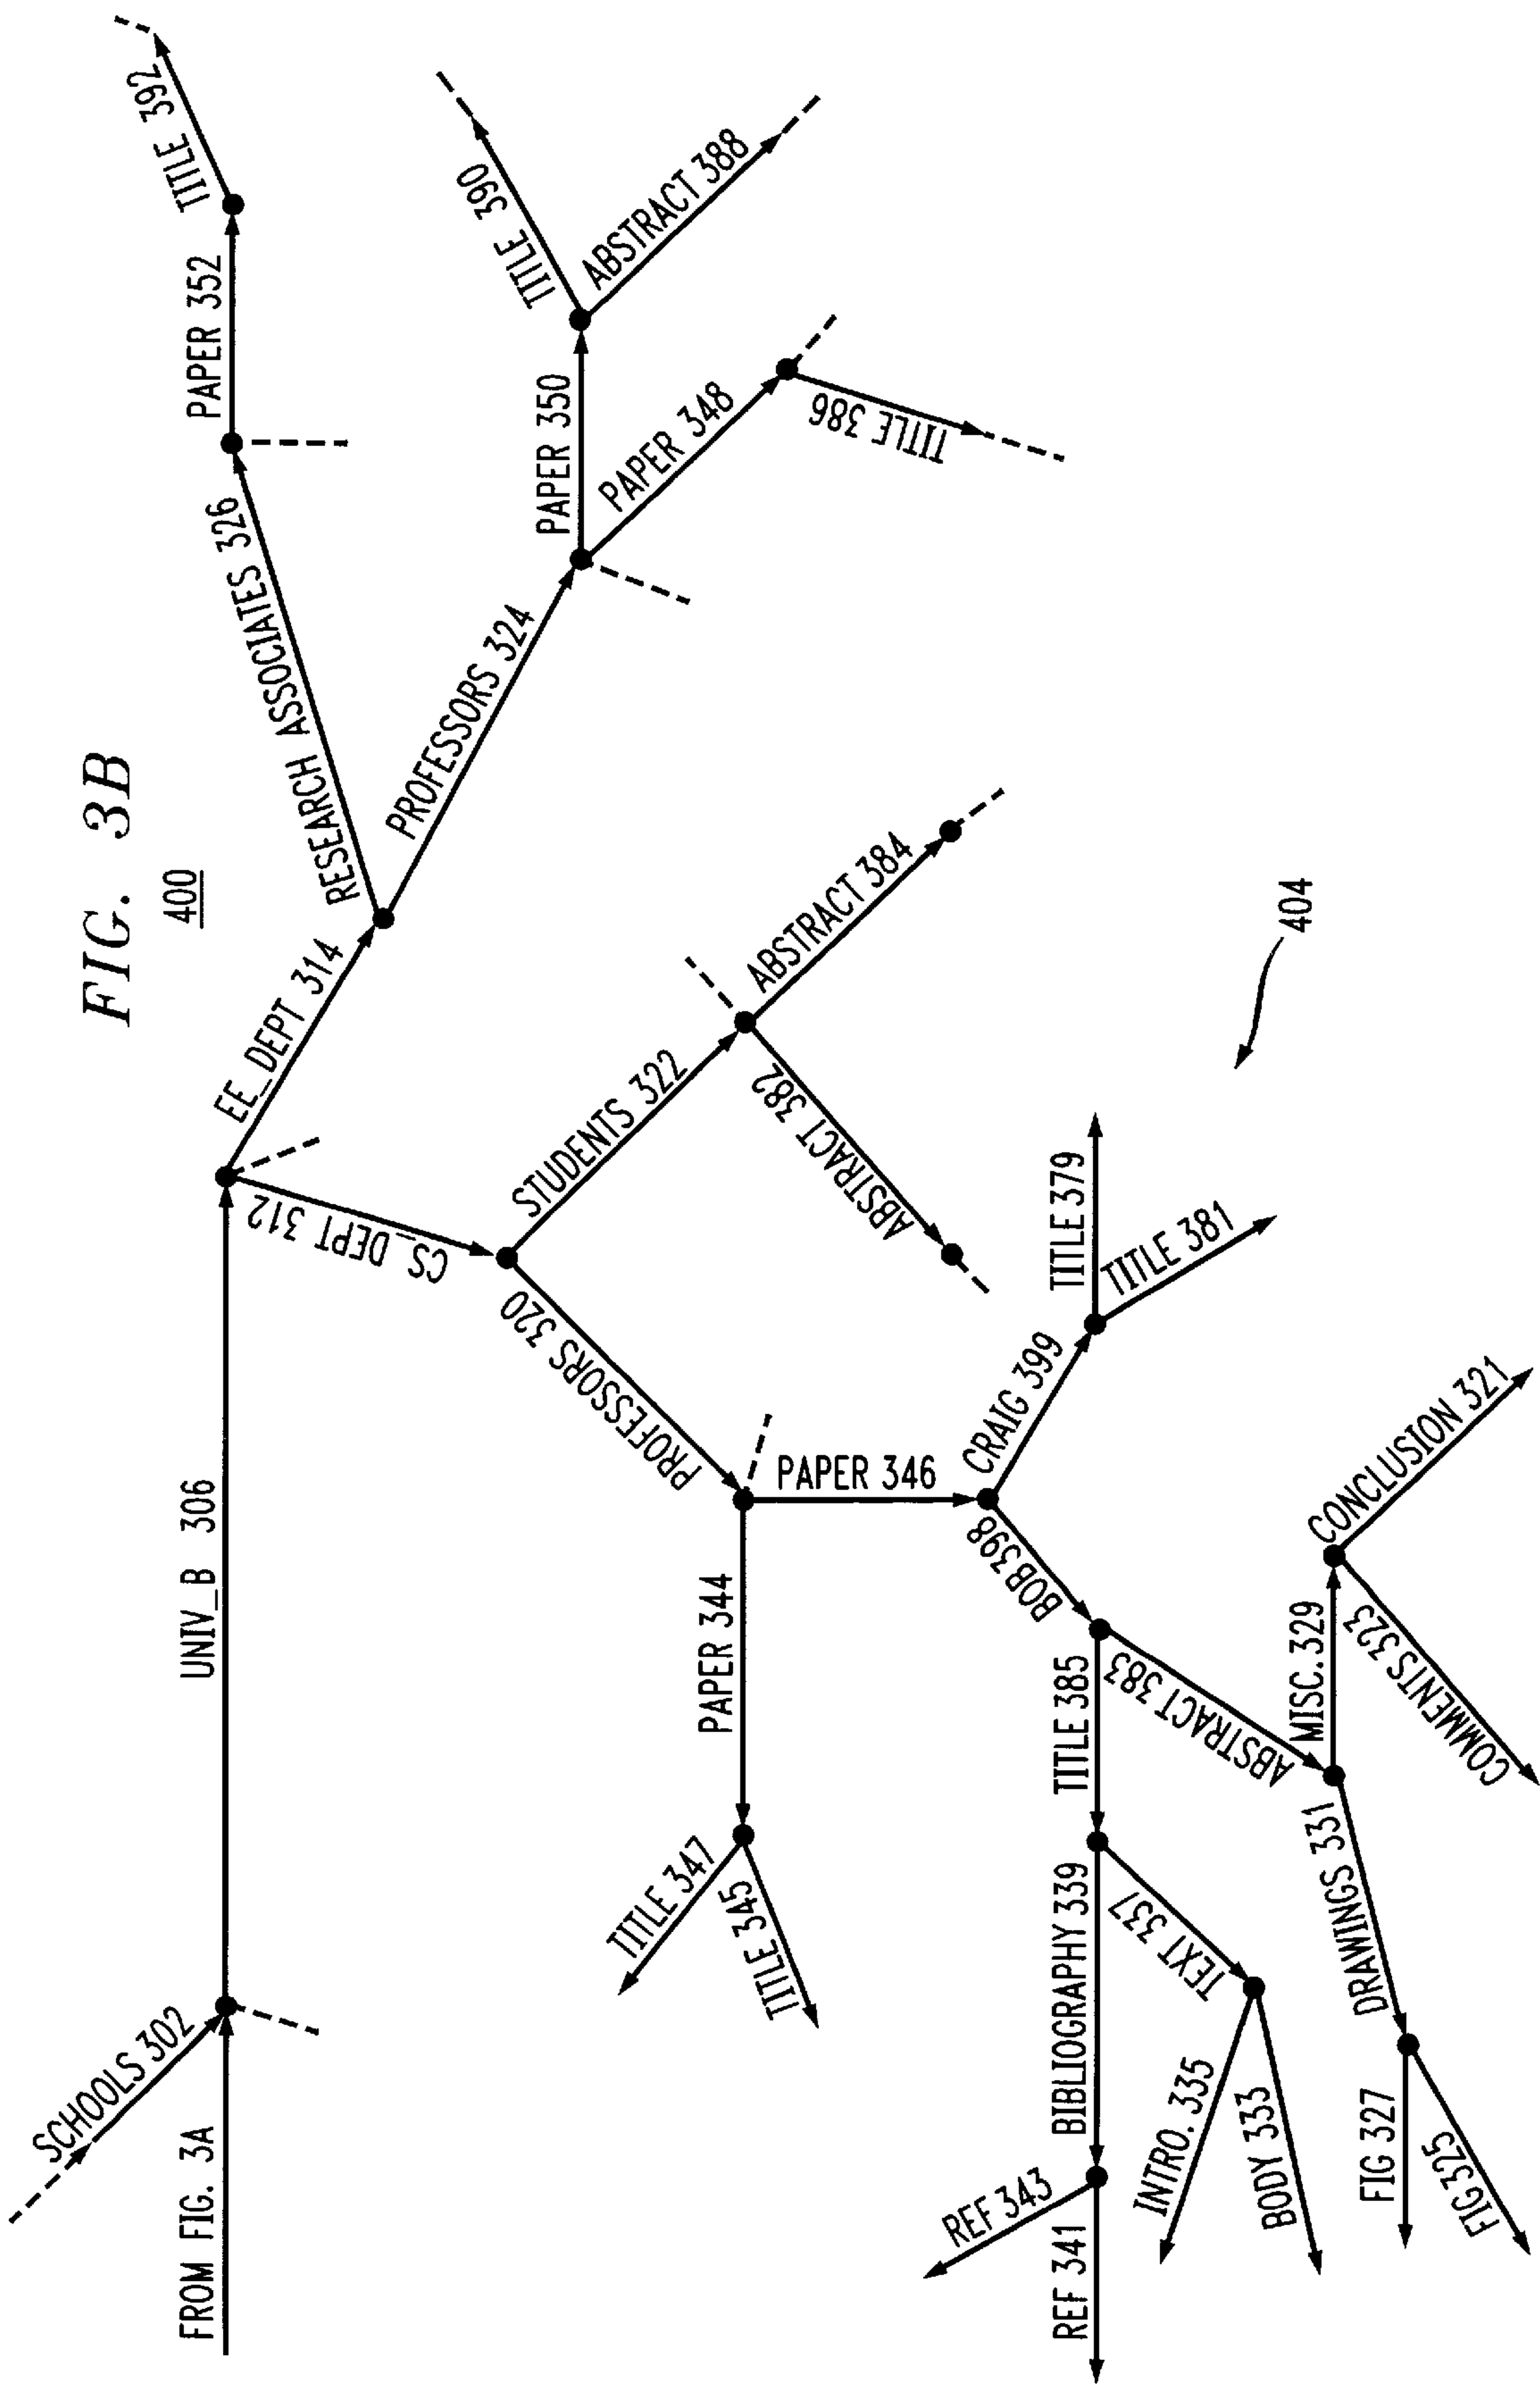 FIG. 3B
400
SCHOOLS 302
FROM FIG. 3A
UNIV_B 306
EE_DEPT 314
CS_DEPT 312
RESEARCH ASSOCIATES 326
PROFESSORS 324
PAPER 352
TITLE 392
PAPER 350
PAPER 348
TITLE 390
ABSTRACT 388
TITLE 386
STUDENTS 322
PROFESSORS 320
ABSTRACT 384
ABSTRACT 382
PAPER 344
PAPER 346
TITLE 347
TITLE 345
CRAIG 399
BOB 398
TITLE 379
TITLE 381
TITLE 385
ABSTRACT 383
BIBLIOGRAPHY 339
TEXT 337
REF 343
REF 341
INTRO. 335
BODY 333
MISC. 329
DRAWINGS 331
CONCLUSION 321
COMMENTS 323
FIG 327
FIG 325
404